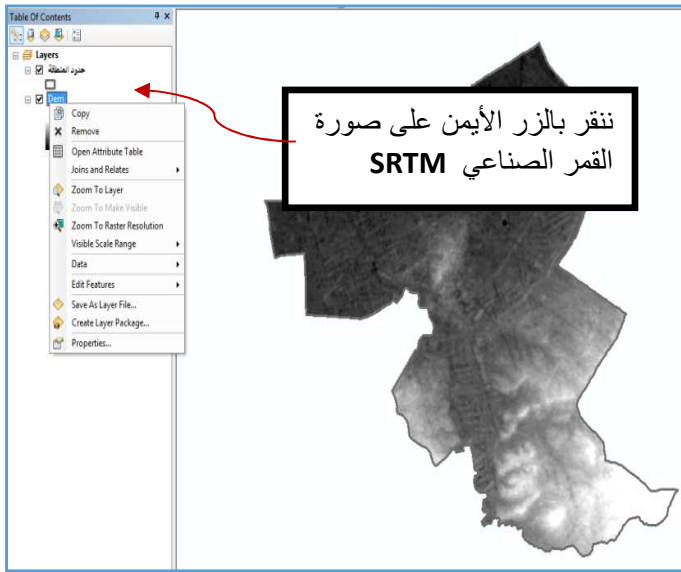 Table Of Contents
Layers
حدود المنطقة
Dem
Copy
Remove
Open Attribute Table
Joins and Relates
Zoom To Layer
Zoom To Make Visible
Zoom To Raster Resolution
Visible Scale Range
Data
Edit Features
Save As Layer File...
Create Layer Package...
Properties...
ننقر بالزر الأيمن على صورة
القمر الصناعي SRTM